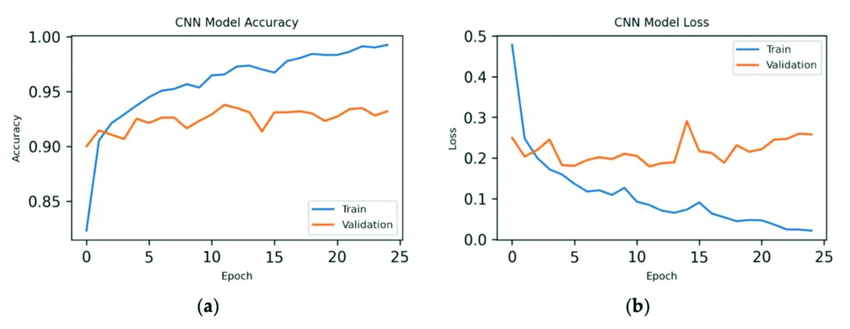 CNN Model Accuracy
1.00
0.95
0.90
0.85
Accuracy
0
5
10
15
20
25
Epoch
Train
Validation
(a)
CNN Model Loss
0.5
0.4
0.3
0.2
0.1
0.0
Loss
0
5
10
15
20
25
Epoch
Train
Validation
(b)